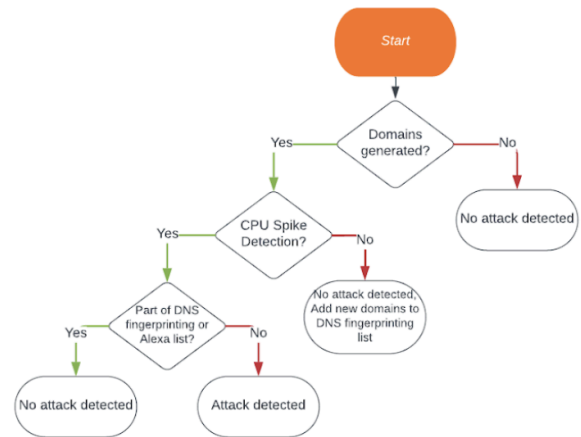 Start
Domains
generated?
Yes
No
No attack detected
CPU Spike
Detection?
Yes
No
No attack detected,
Add new domains to
DNS fingerprinting
list
Part of DNS
fingerprinting or
Alexa list?
Yes
No
No attack detected
Attack detected